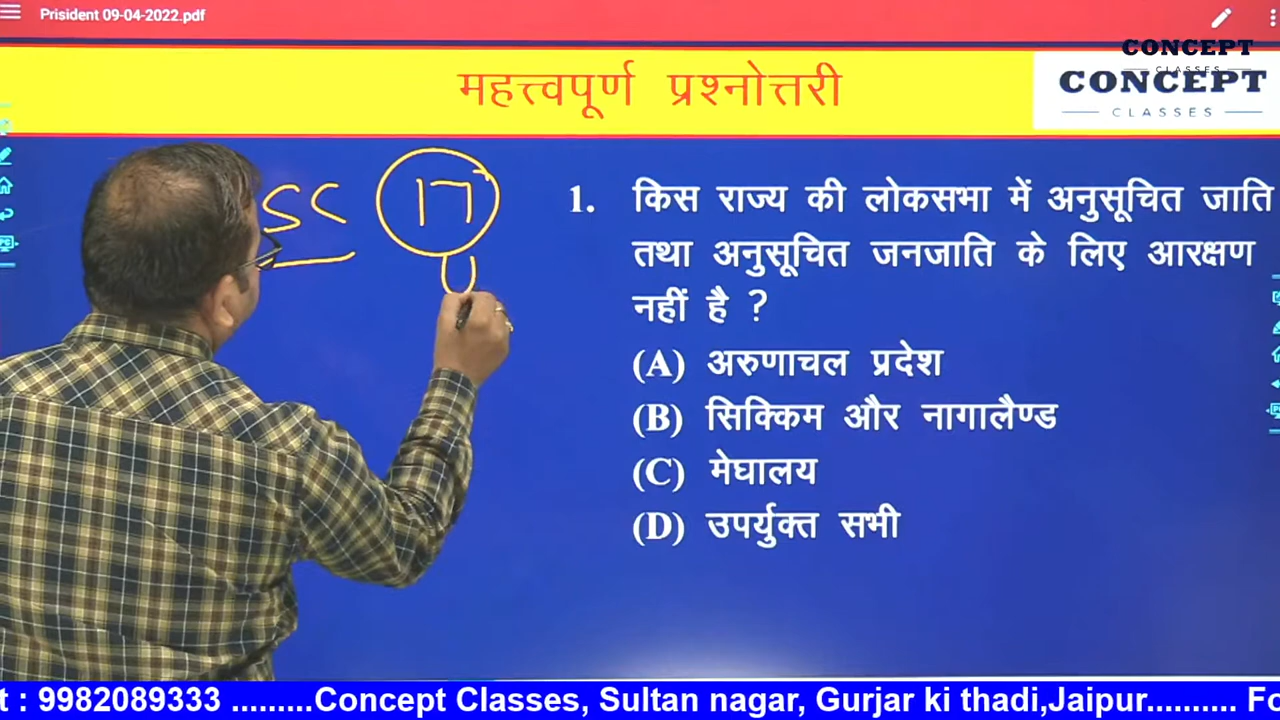 Prisident 09-04-2022.pdf
CONCEPT
CLASSES
महत्त्वपूर्ण प्रश्नोत्तरी
CONCEPT
CLASSES
SC 17
U
1. किस राज्य की लोकसभा में अनुसूचित जाति
तथा अनुसूचित जनजाति के लिए आरक्षण
नहीं है ?
(A) अरुणाचल प्रदेश
(B) सिक्किम और नागालैण्ड
(C) मेघालय
(D) उपर्युक्त सभी
t : 9982089333 .........Concept Classes, Sultan nagar, Gurjar ki thadi,Jaipur.......... Fo